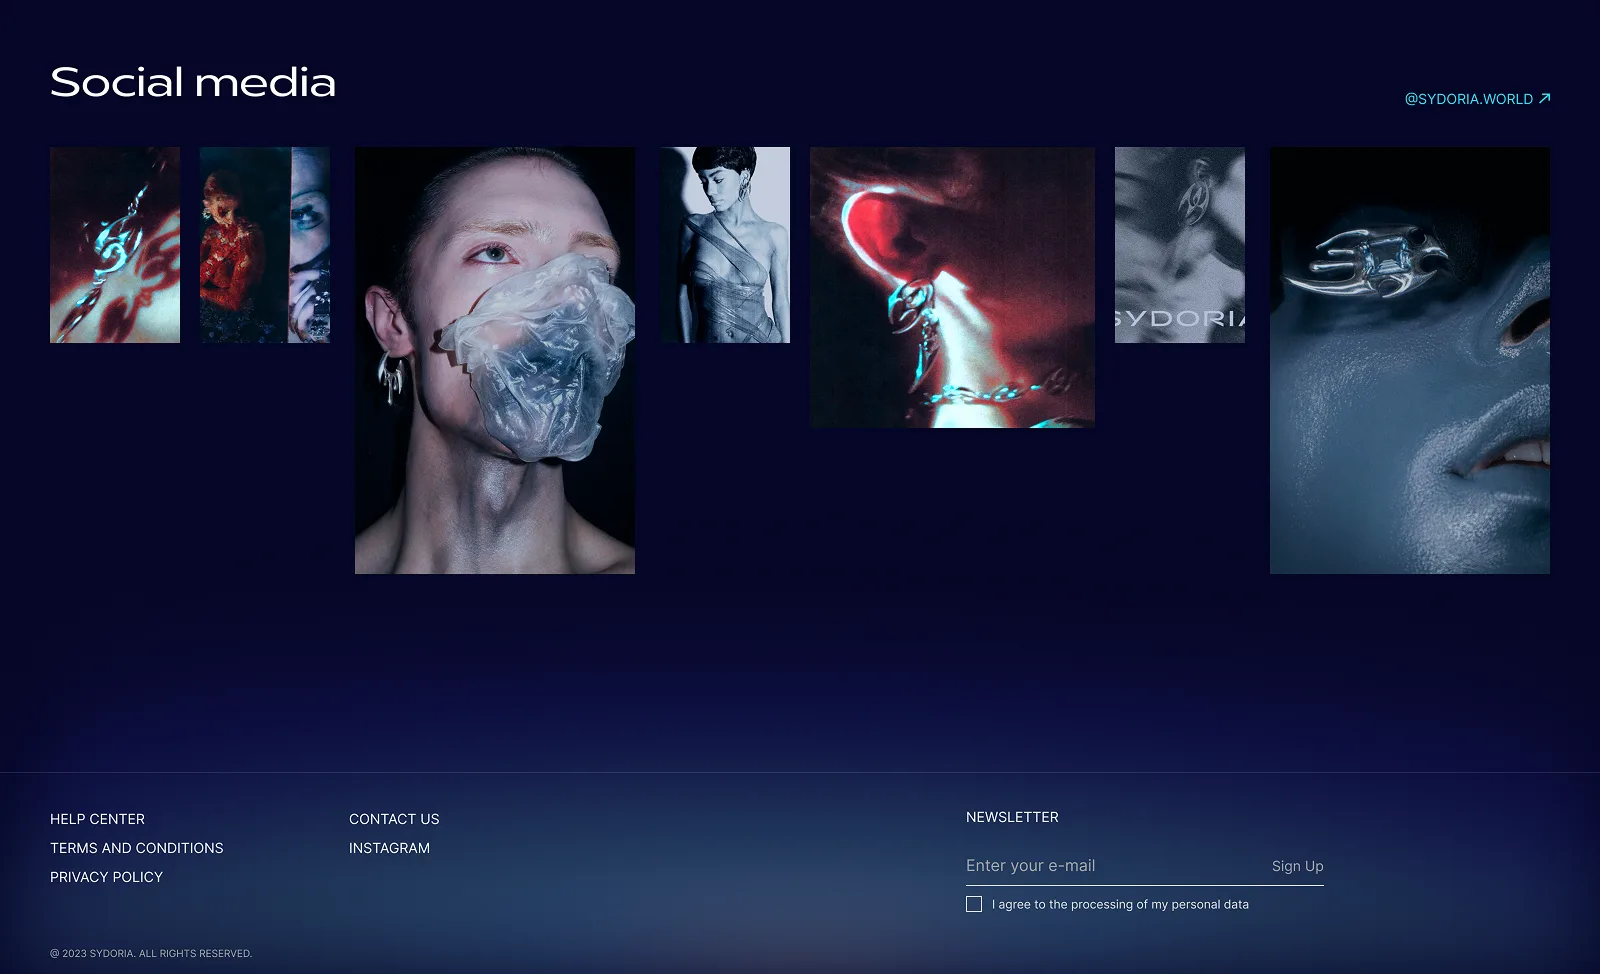 Social media
@SYDORIA.WORLD
SYDORIA
HELP CENTER
TERMS AND CONDITIONS
PRIVACY POLICY
CONTACT US
INSTAGRAM
NEWSLETTER
Enter your e-mail
Sign Up
I agree to the processing of my personal data
@ 2023 SYDORIA. ALL RIGHTS RESERVED.